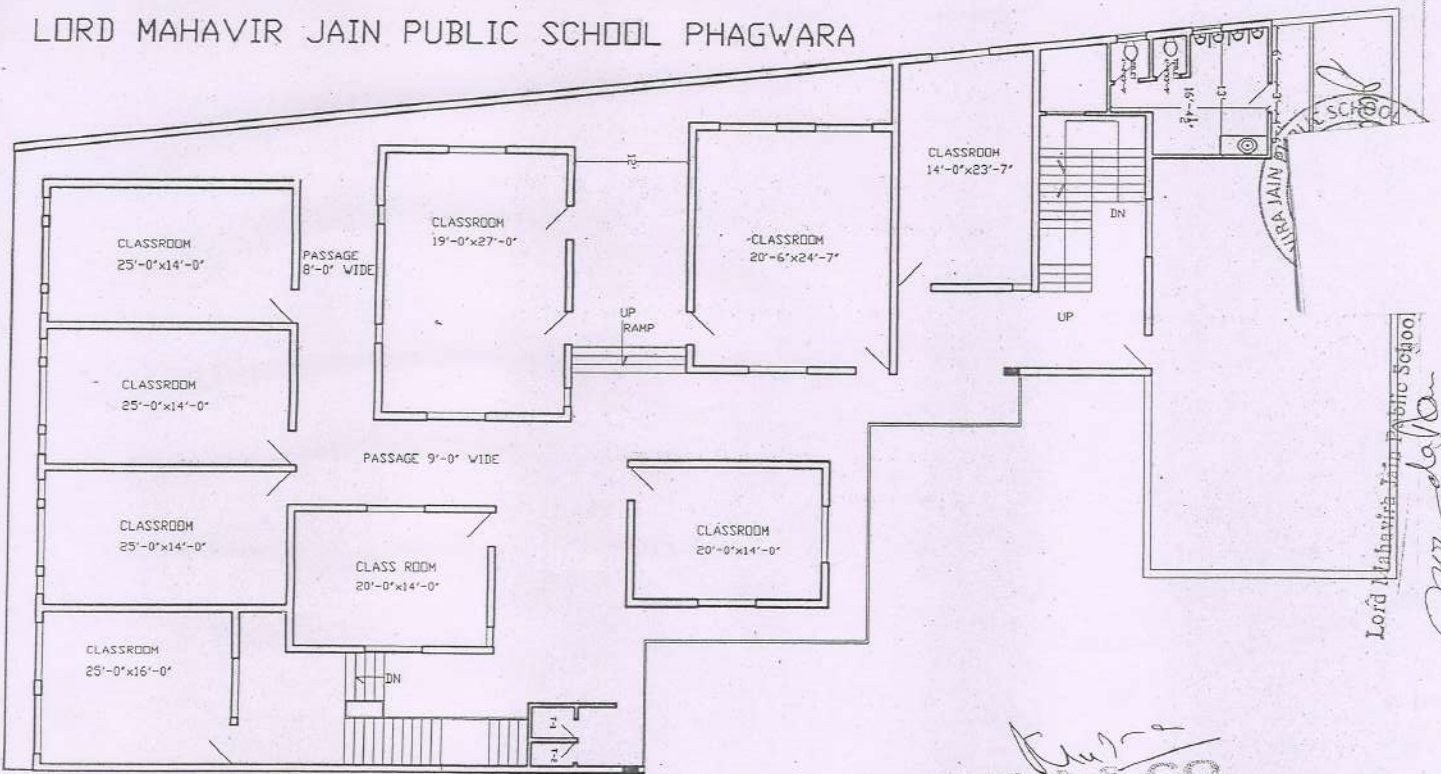 LORD MAHAVIR JAIN PUBLIC SCHOOL PHAGWARA
CLASSROOM
25'-0"x14'-0"
PASSAGE
8'-0" WIDE
CLASSROOM
19'-0"x27'-0"
12'
CLASSROOM
20'-6"x24'-7"
CLASSROOM
14'-0"x23'-7"
DN
UP
UP
RAMP
CLASSROOM
25'-0"x14'-0"
PASSAGE 9'-0" WIDE
CLASSROOM
25'-0"x14'-0"
CLASS ROOM
20'-0"x14'-0"
CLASSROOM
20'-0"x14'-0"
CLASSROOM
25'-0"x16'-0"
DN
Lord Mahavira Jain Public School